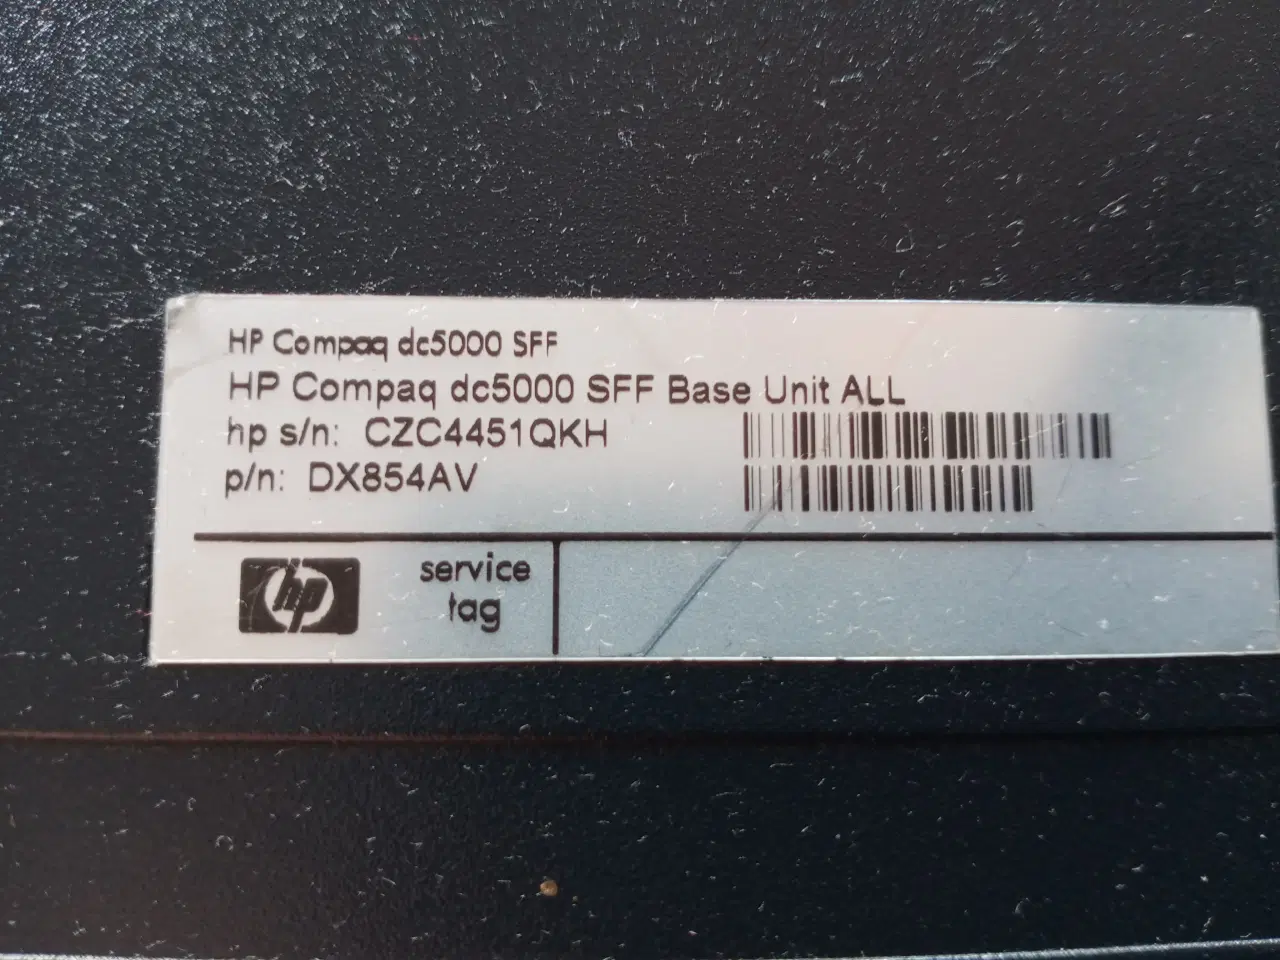 HP Compaq dc5000 SFF
HP Compaq dc5000 SFF Base Unit ALL
hp s/n: CZC4451QKH
p/n: DX854AV
hp
service
tag